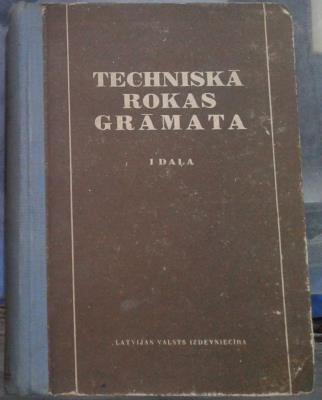 TECHNISKĀ
ROKAS
GRĀMATA
I DAĻA
LATVIJAS VALSTS IZDEVNIECĪBA